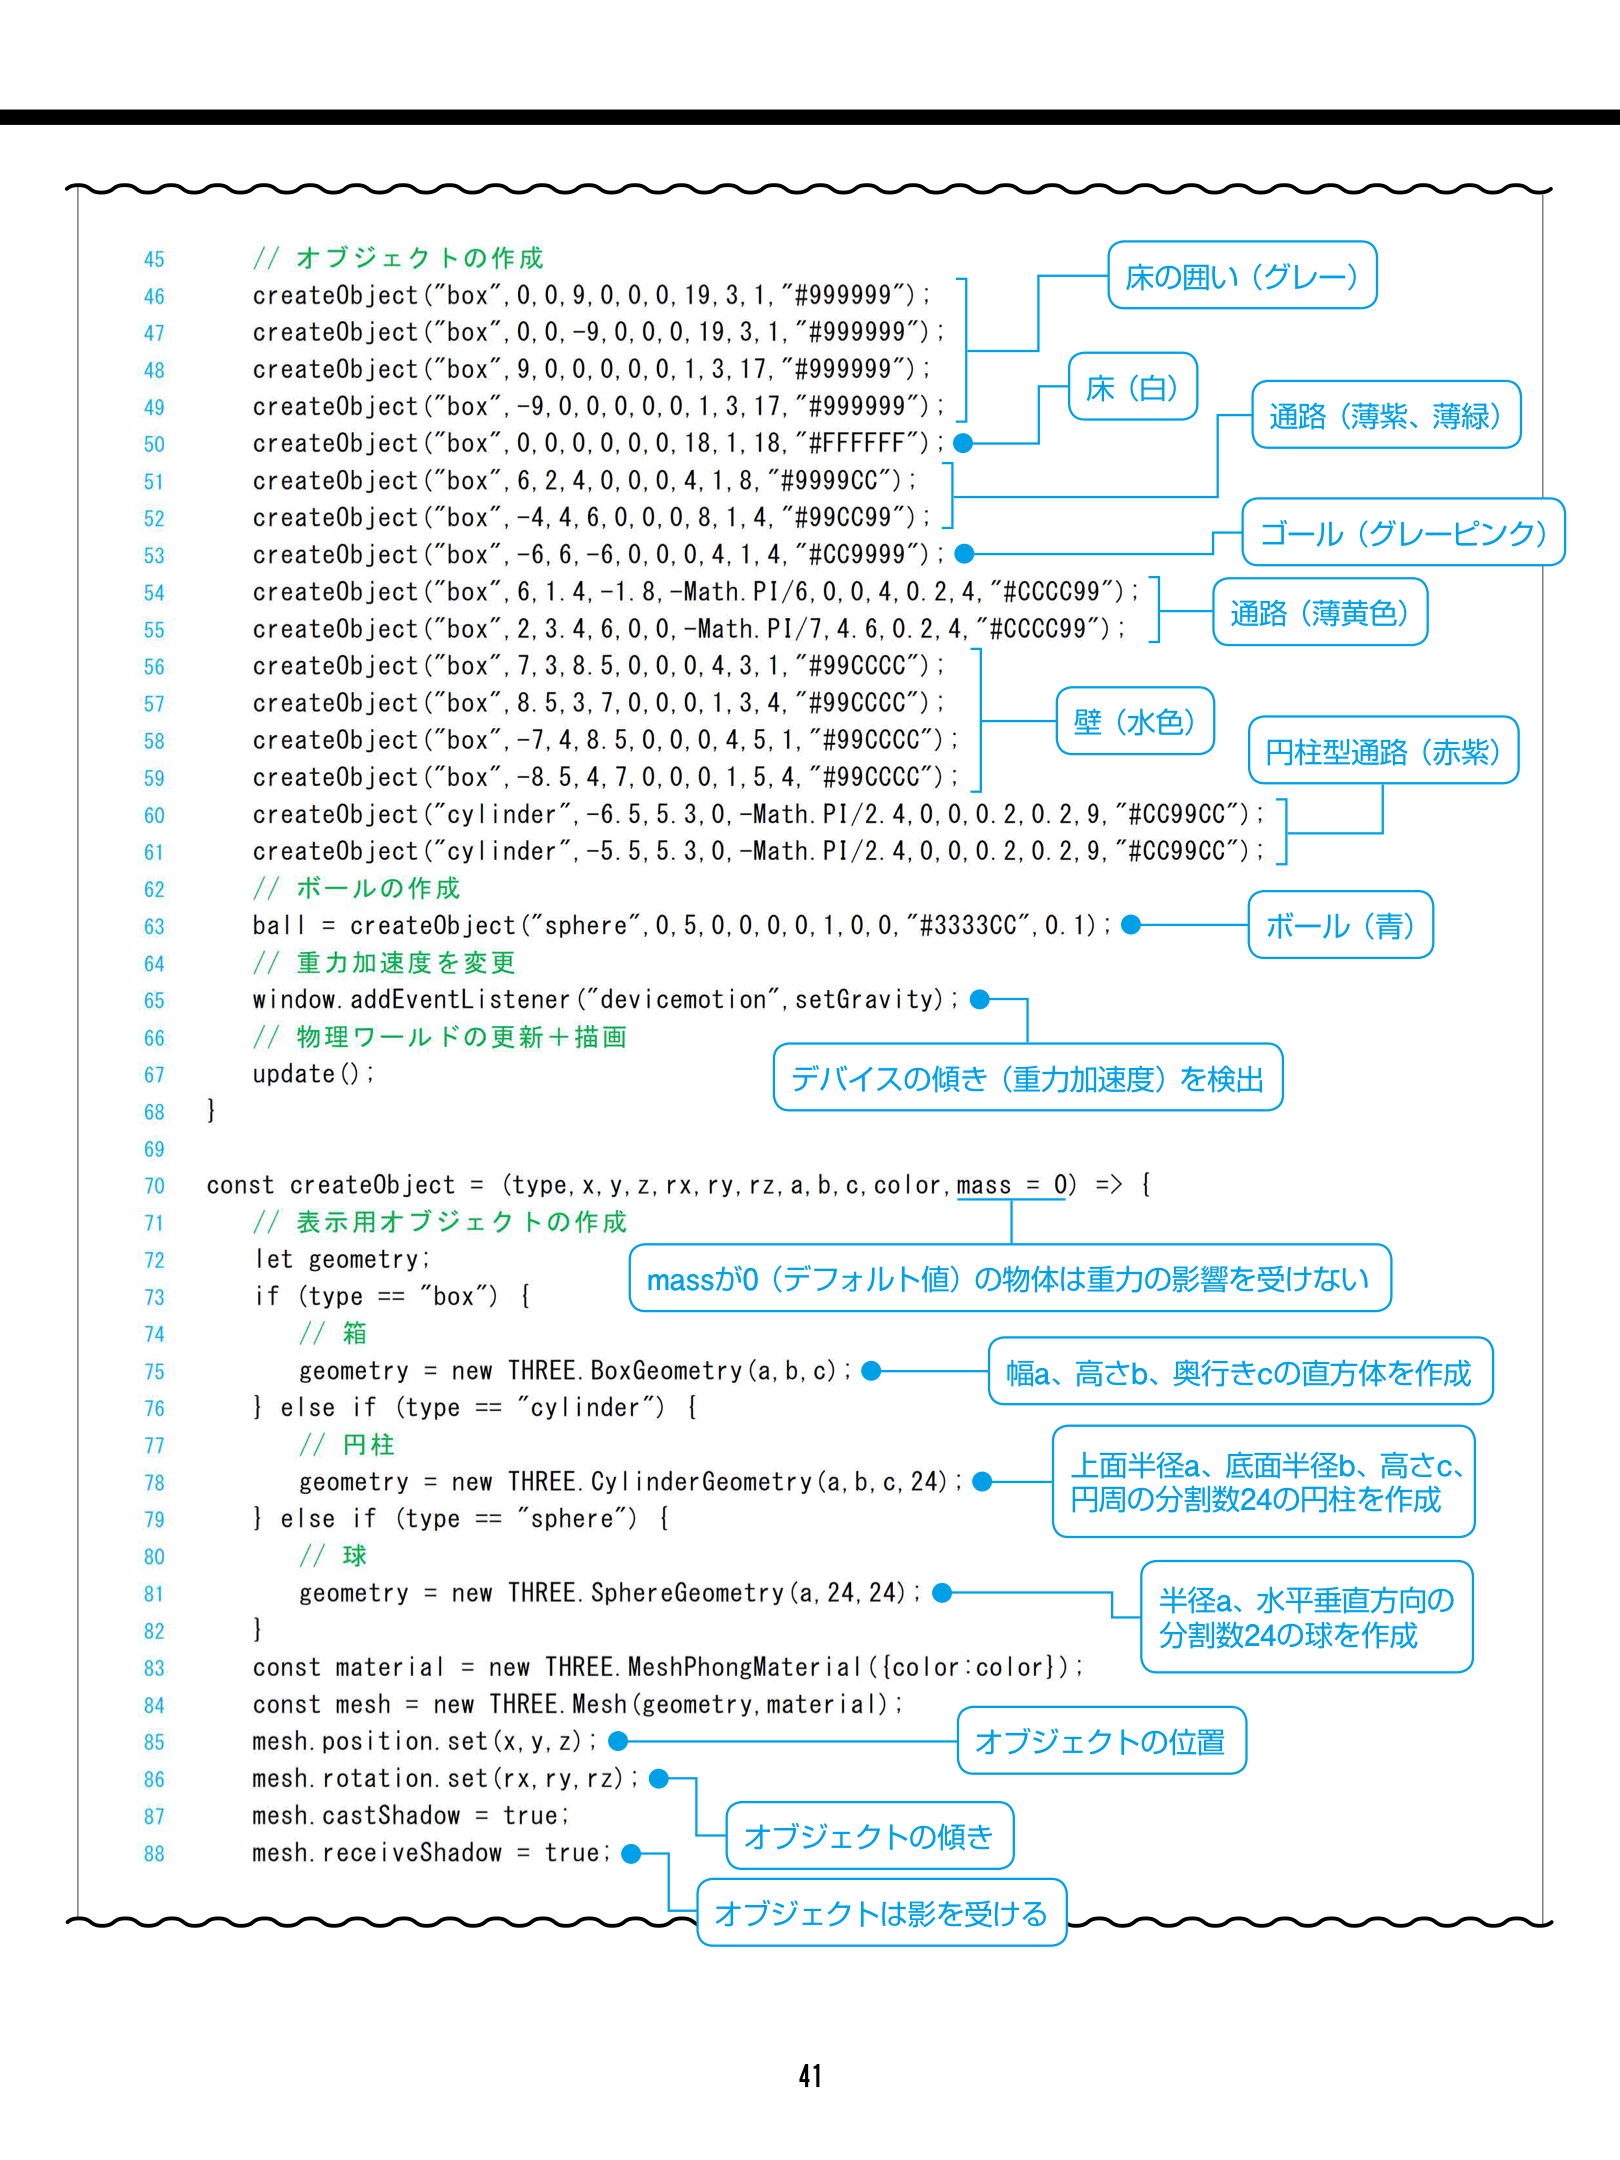 45 // オブジェクトの作成
46 createObject("box",0,0,9,0,0,0,19,3,1,"#999999");
床の囲い（グレー）
47 createObject("box",0,0,-9,0,0,0,19,3,1,"#999999");
48 createObject("box",9,0,0,0,0,0,1,3,17,"#999999");
床（白）
49 createObject("box",-9,0,0,0,0,0,1,3,17,"#999999");
通路（薄紫、薄緑）
50 createObject("box",0,0,0,0,0,0,18,1,18,"#FFFFFF");
51 createObject("box",6,2,4,0,0,0,4,1,8,"#9999CC");
52 createObject("box",-4,4,6,0,0,0,8,1,4,"#99CC99");
ゴール（グレーピンク）
53 createObject("box",-6,6,-6,0,0,0,4,1,4,"#CC9999");
54 createObject("box",6,1.4,-1.8,-Math.PI/6,0,0,4,0.2,4,"#CCCC99");
通路（薄黄色）
55 createObject("box",2,3.4,6,0,0,-Math.PI/7,4.6,0.2,4,"#CCCC99");
56 createObject("box",7,3,8.5,0,0,0,4,3,1,"#99CCCC");
57 createObject("box",8.5,3,7,0,0,0,1,3,4,"#99CCCC");
壁（水色）
58 createObject("box",-7,4,8.5,0,0,0,4,5,1,"#99CCCC");
円柱型通路（赤紫）
59 createObject("box",-8.5,4,7,0,0,0,1,5,4,"#99CCCC");
60 createObject("cylinder",-6.5,5.3,0,-Math.PI/2.4,0,0,0.2,0.2,9,"#CC99CC");
61 createObject("cylinder",-5.5,5.3,0,-Math.PI/2.4,0,0,0.2,0.2,9,"#CC99CC");
62 // ボールの作成
63 ball = createObject("sphere",0,5,0,0,0,0,1,0,0,"#3333CC",0.1);
ボール（青）
64 // 重力加速度を変更
65 window.addEventListener("devicemotion",setGravity);
66 // 物理ワールドの更新＋描画
67 update();
デバイスの傾き（重力加速度）を検出
68 }
69
70 const createObject = (type,x,y,z,rx,ry,rz,a,b,c,color,mass = 0) => {
71 // 表示用オブジェクトの作成
72 let geometry;
massが0（デフォルト値）の物体は重力の影響を受けない
73 if (type == "box") {
74 // 箱
75 geometry = new THREE.BoxGeometry(a,b,c);
幅a、高さb、奥行きcの直方体を作成
76 } else if (type == "cylinder") {
77 // 円柱
78 geometry = new THREE.CylinderGeometry(a,b,c,24);
上面半径a、底面半径b、高さc、
円周の分割数24の円柱を作成
79 } else if (type == "sphere") {
80 // 球
81 geometry = new THREE.SphereGeometry(a,24,24);
半径a、水平垂直方向の
分割数24の球を作成
82 }
83 const material = new THREE.MeshPhongMaterial({color:color});
84 const mesh = new THREE.Mesh(geometry,material);
85 mesh.position.set(x,y,z);
オブジェクトの位置
86 mesh.rotation.set(rx,ry,rz);
87 mesh.castShadow = true;
オブジェクトの傾き
88 mesh.receiveShadow = true;
オブジェクトは影を受ける
41